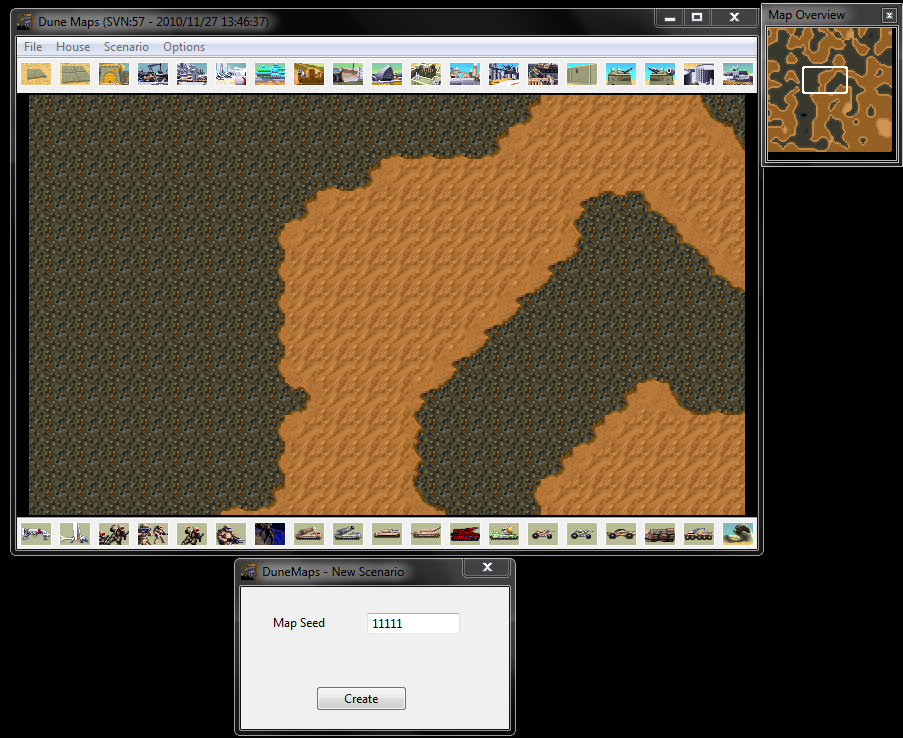 Dune Maps (SVN:57 - 2010/11/27 13:46:37)
Map Overview
File House Scenario Options
DuneMaps - New Scenario
Map Seed 11111
Create